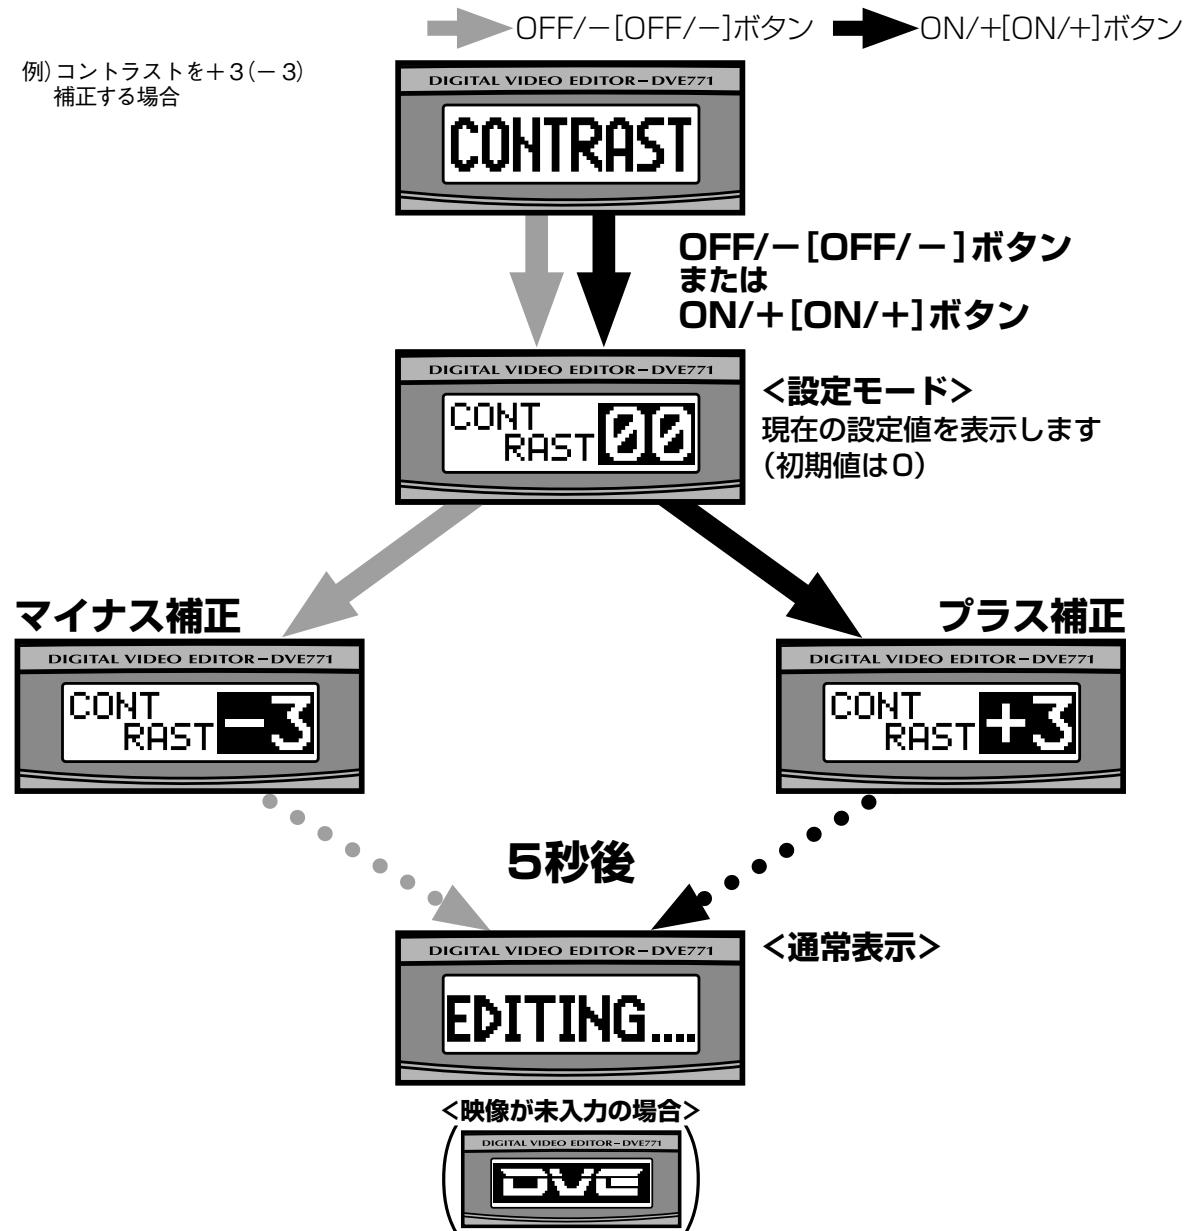 OFF/−[OFF/−]ボタン ON/+[ON/+]ボタン
例)コントラストを＋3(－3)
補正する場合
DIGITAL VIDEO EDITOR−DVE771
CONTRAST
OFF/−[OFF/−]ボタン
または
ON/＋[ON/＋]ボタン
DIGITAL VIDEO EDITOR−DVE771
CONT
RAST 00
＜設定モード＞
現在の設定値を表示します
(初期値は0)
マイナス補正
DIGITAL VIDEO EDITOR−DVE771
CONT
RAST −3
プラス補正
DIGITAL VIDEO EDITOR−DVE771
CONT
RAST +3
5秒後
DIGITAL VIDEO EDITOR−DVE771
EDITING....
＜通常表示＞
＜映像が未入力の場合＞
DIGITAL VIDEO EDITOR−DVE771
DVE